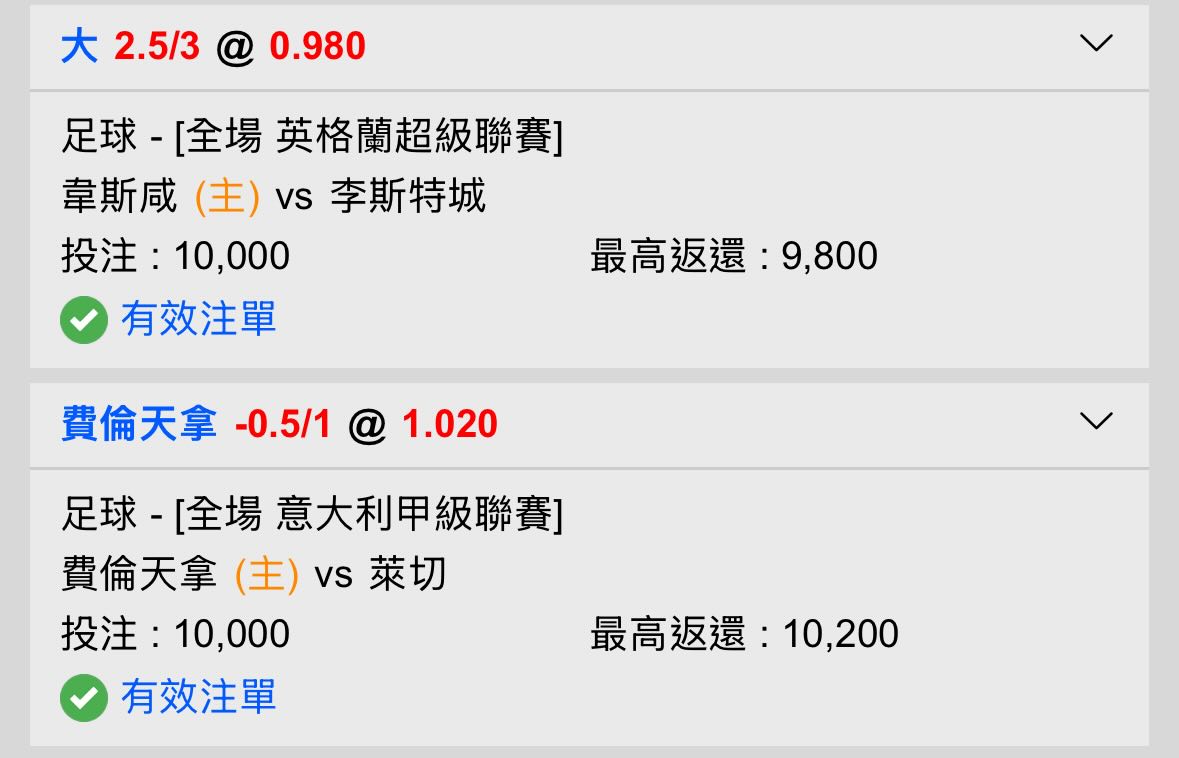 大 2.5/3 @ 0.980
足球 - [全場 英格蘭超級聯賽]
韋斯咸 (主) vs 李斯特城
投注 : 10,000 最高返還 : 9,800
有效注單
費倫天拿 -0.5/1 @ 1.020
足球 - [全場 意大利甲級聯賽]
費倫天拿 (主) vs 萊切
投注 : 10,000 最高返還 : 10,200
有效注單